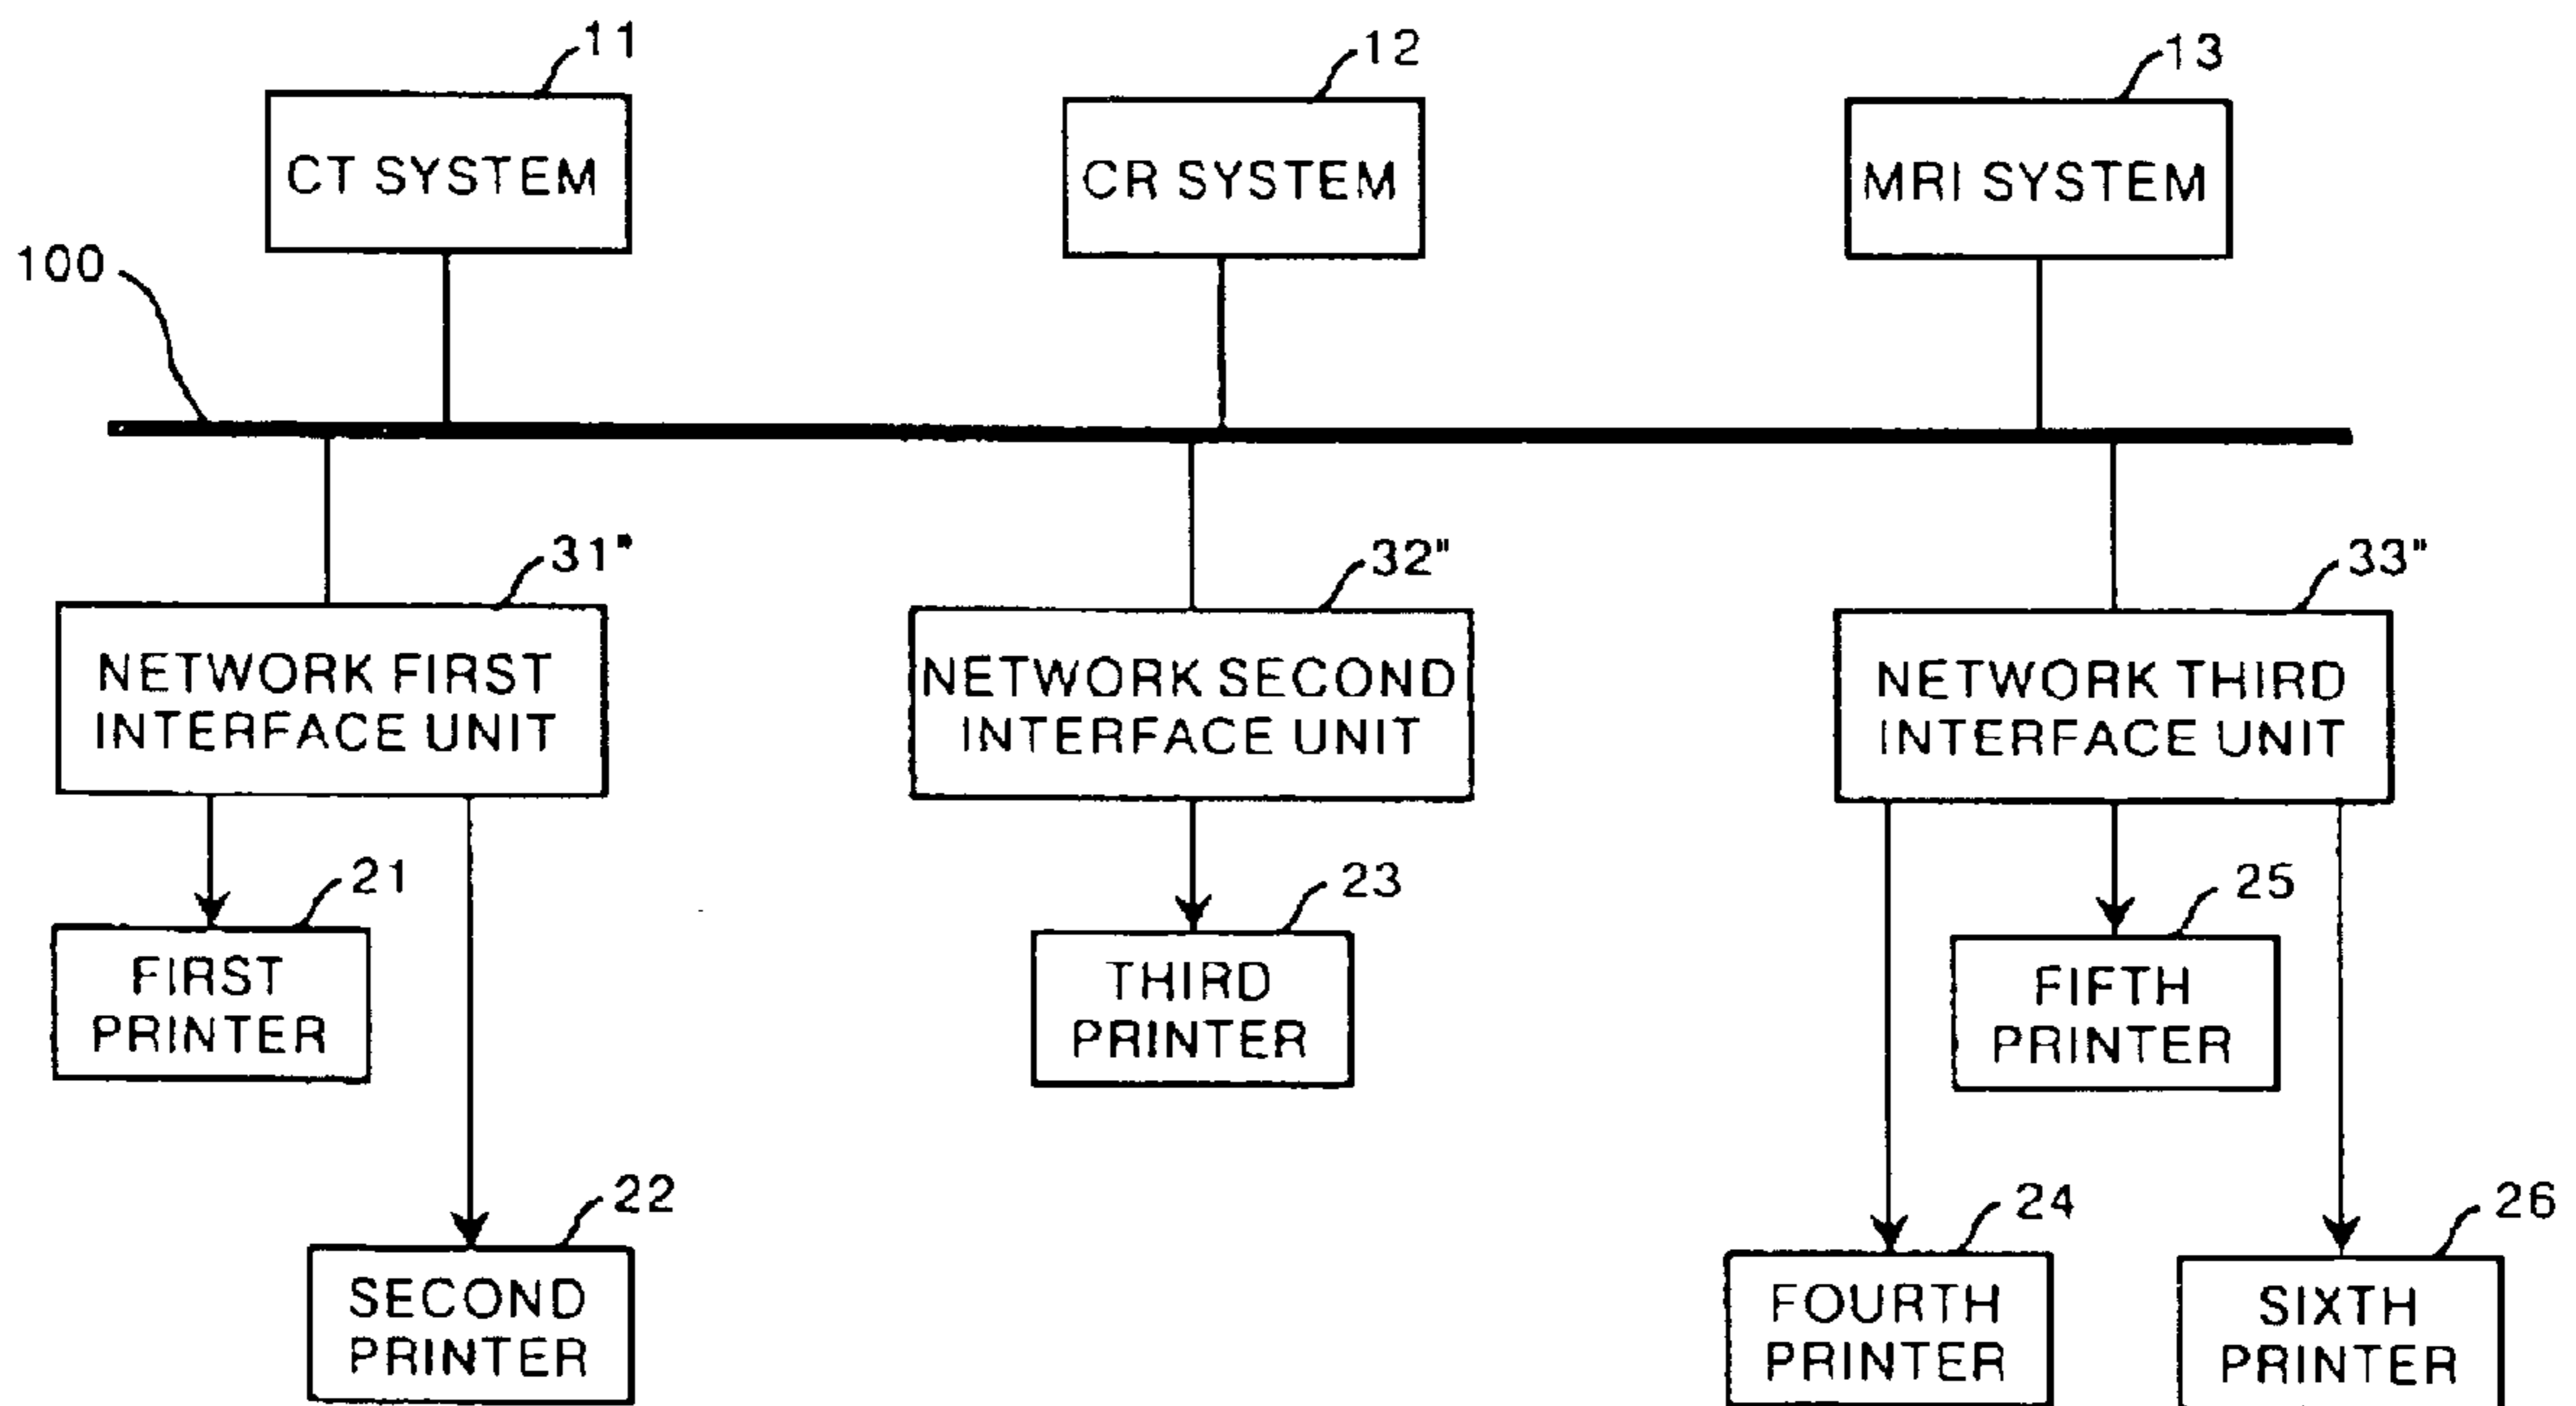 11
12
13
CT SYSTEM
CR SYSTEM
MRI SYSTEM
100
31"
32"
33"
NETWORK FIRST
INTERFACE UNIT
NETWORK SECOND
INTERFACE UNIT
NETWORK THIRD
INTERFACE UNIT
21
23
25
FIRST
PRINTER
THIRD
PRINTER
FIFTH
PRINTER
22
24
26
SECOND
PRINTER
FOURTH
PRINTER
SIXTH
PRINTER